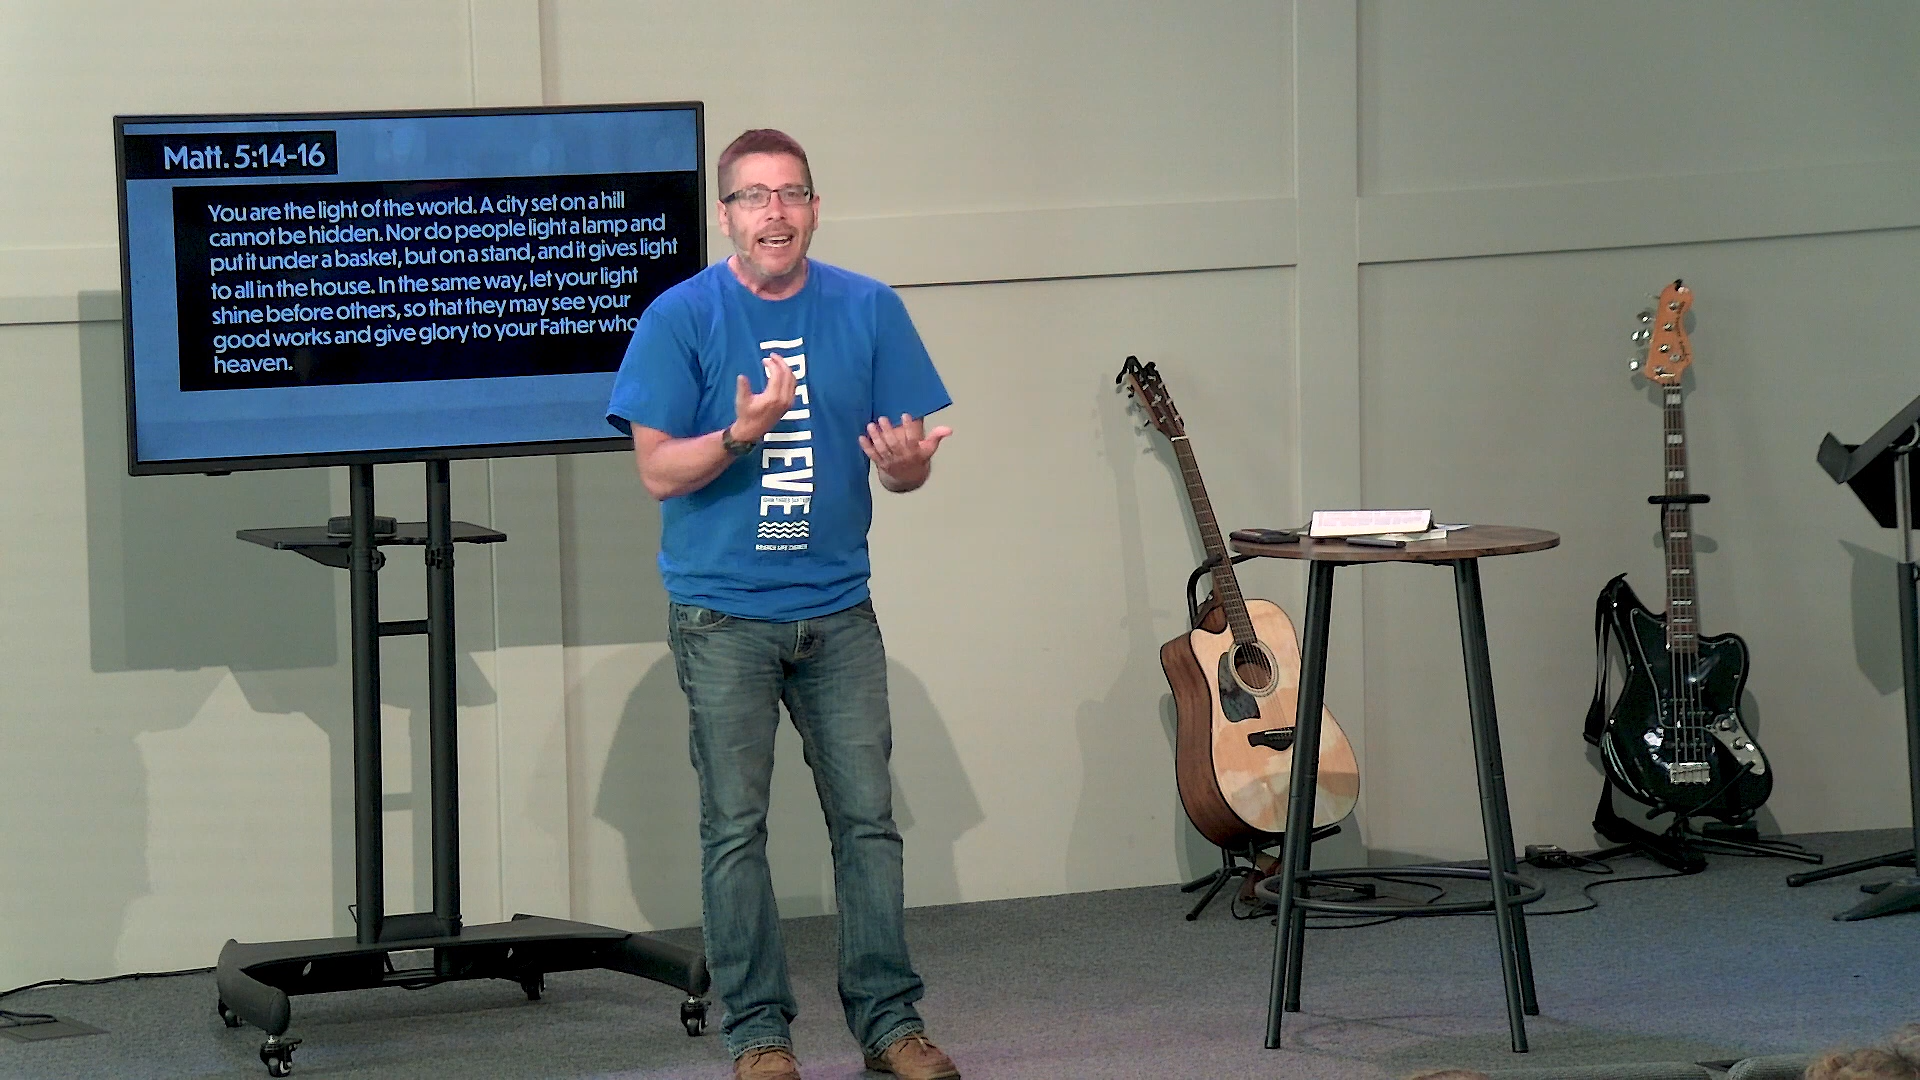 Matt. 5:14-16
You are the light of the world. A city set on a hill
cannot be hidden. Nor do people light a lamp and
put it under a basket, but on a stand, and it gives light
to all in the house. In the same way, let your light
shine before others, so that they may see your
good works and give glory to your Father who
heaven.